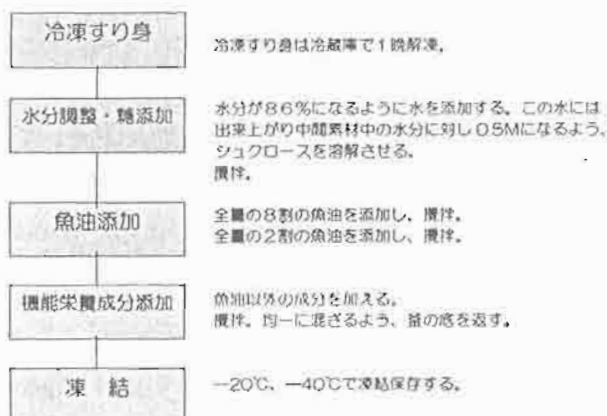 冷凍すり身
冷凍すり身は冷蔵庫で1晩解凍。
水分調整・糖添加
水分が86%になるように水を添加する。この水には
出来上がり中間素材中の水分に対し0.5Mになるよう、
シュクロースを溶解させる。
攪拌。
魚油添加
全量の8割の魚油を添加し、攪拌。
全量の2割の魚油を添加し、攪拌。
機能栄養成分添加
魚油以外の成分を加える。
攪拌。均一に混ざるよう、釜の底を返す。
凍 結
−20℃、−40℃で凍結保存する。